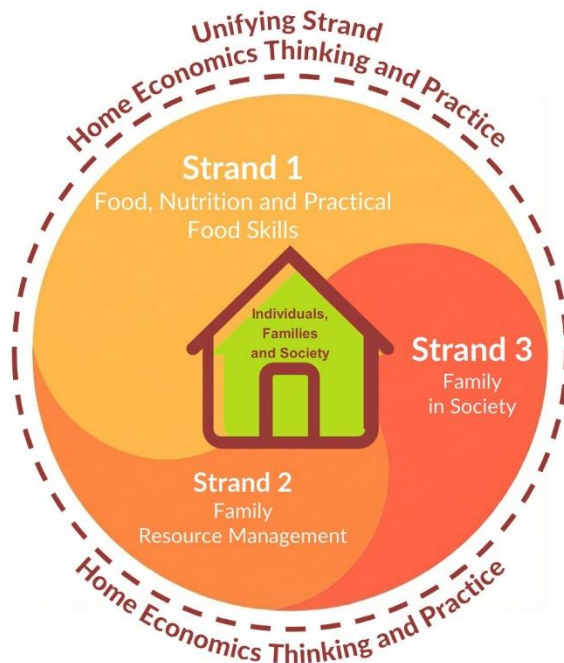 Unifying Strand
Home Economics Thinking and Practice
Strand 1
Food, Nutrition and Practical
Food Skills
Individuals,
Families
and Society
Strand 3
Family
in Society
Strand 2
Family
Resource Management
Home Economics Thinking and Practice